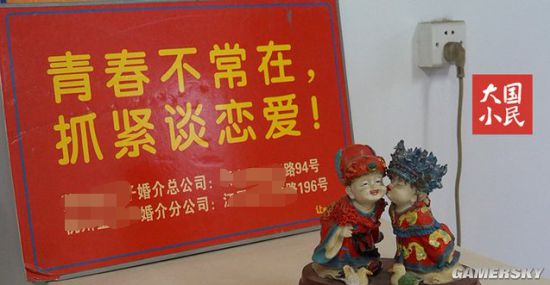 青春不常在，
抓紧谈恋爱！
婚介总公司： 路94号
婚介分公司： 路196号
大国
小民
GAMERSKY